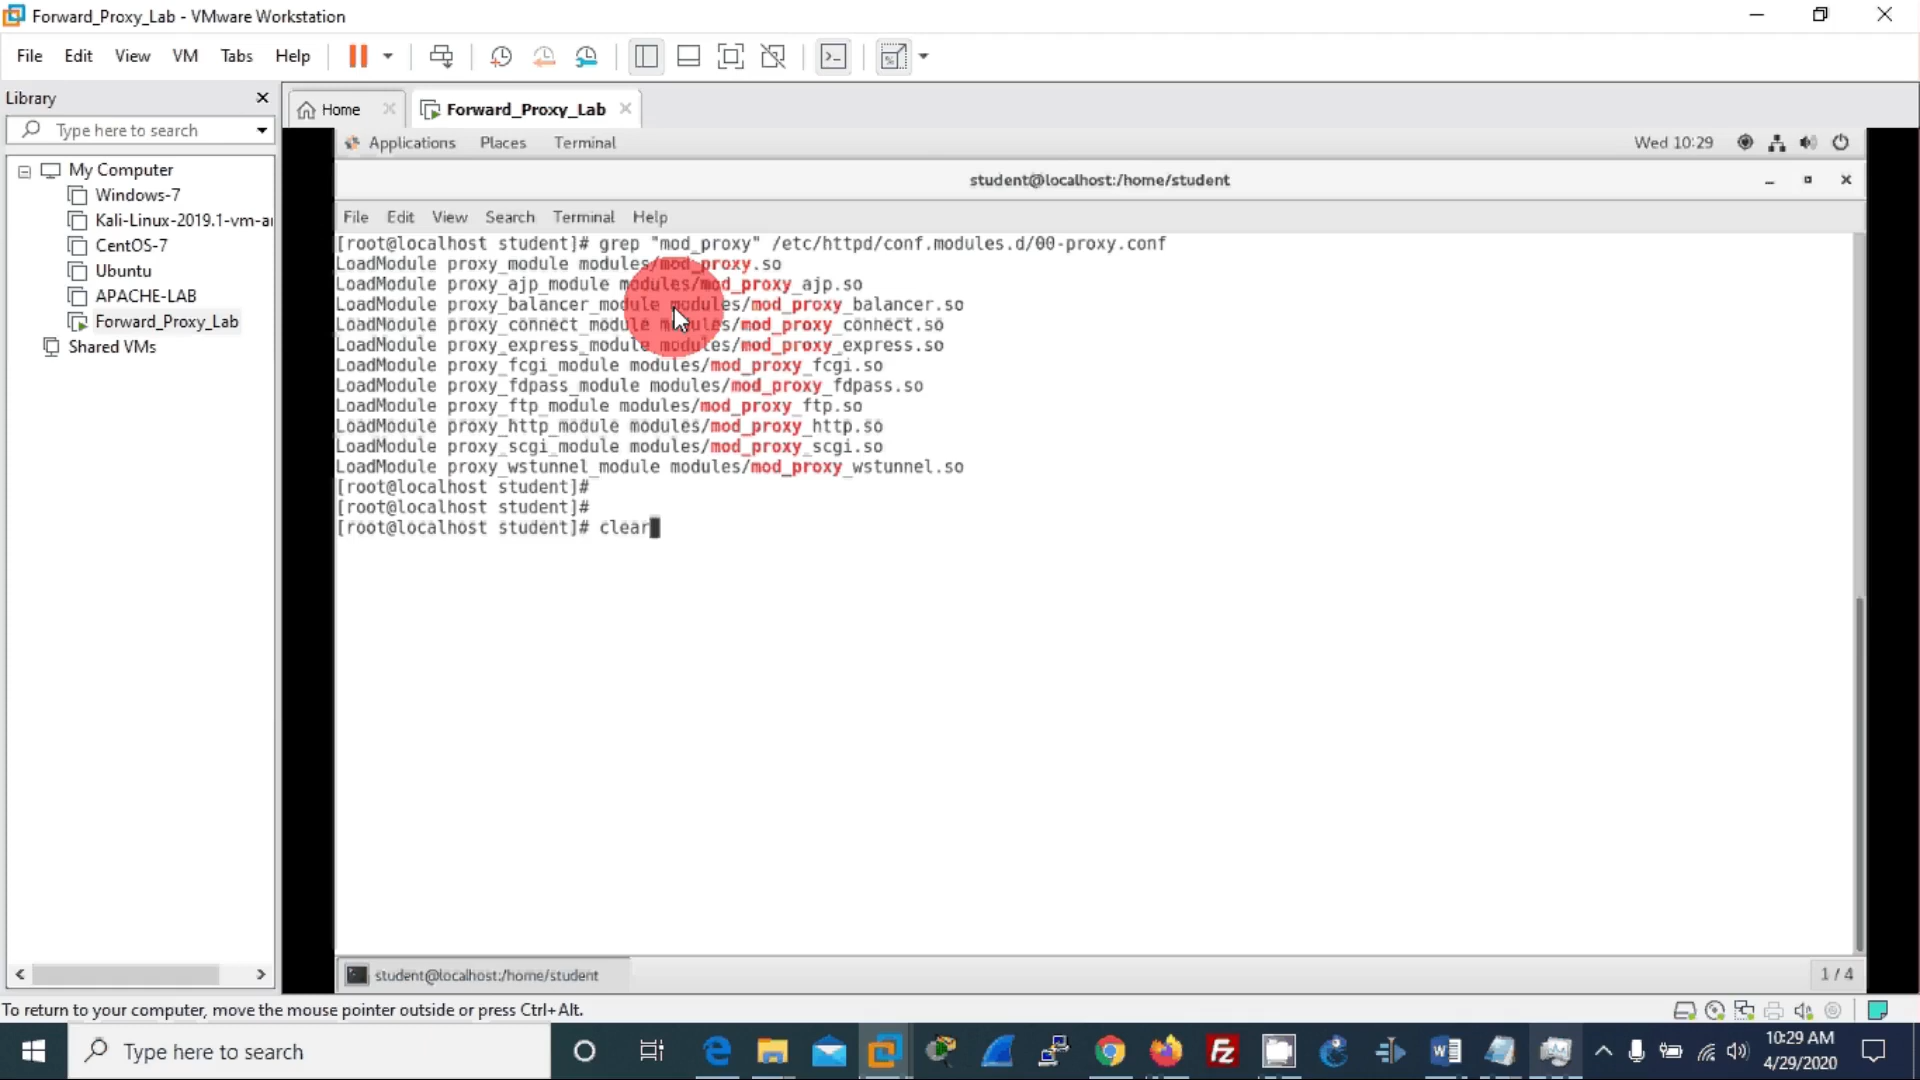 Forward_Proxy_Lab - VMware Workstation
File Edit View VM Tabs Help
Library
Type here to search
Home
Forward_Proxy_Lab
My Computer
Windows-7
Kali-Linux-2019.1-vm-a
CentOS-7
Ubuntu
APACHE-LAB
Forward_Proxy_Lab
Shared VMs
Applications Places Terminal
Wed 10:29
student@localhost:/home/student
File Edit View Search Terminal Help
[root@localhost student]# grep "mod_proxy" /etc/httpd/conf.modules.d/00-proxy.conf
LoadModule proxy_module modules/mod_proxy.so
LoadModule proxy_ajp_module modules/mod_proxy_ajp.so
LoadModule proxy_balancer_module modules/mod_proxy_balancer.so
LoadModule proxy_connect_module modules/mod_proxy_connect.so
LoadModule proxy_express_module modules/mod_proxy_express.so
LoadModule proxy_fcgi_module modules/mod_proxy_fcgi.so
LoadModule proxy_fdpass_module modules/mod_proxy_fdpass.so
LoadModule proxy_ftp_module modules/mod_proxy_ftp.so
LoadModule proxy_http_module modules/mod_proxy_http.so
LoadModule proxy_scgi_module modules/mod_proxy_scgi.so
LoadModule proxy_wstunnel_module modules/mod_proxy_wstunnel.so
[root@localhost student]#
[root@localhost student]#
[root@localhost student]# clear
student@localhost:/home/student
1 / 4
To return to your computer, move the mouse pointer outside or press Ctrl+Alt.
Type here to search
10:29 AM
4/29/2020